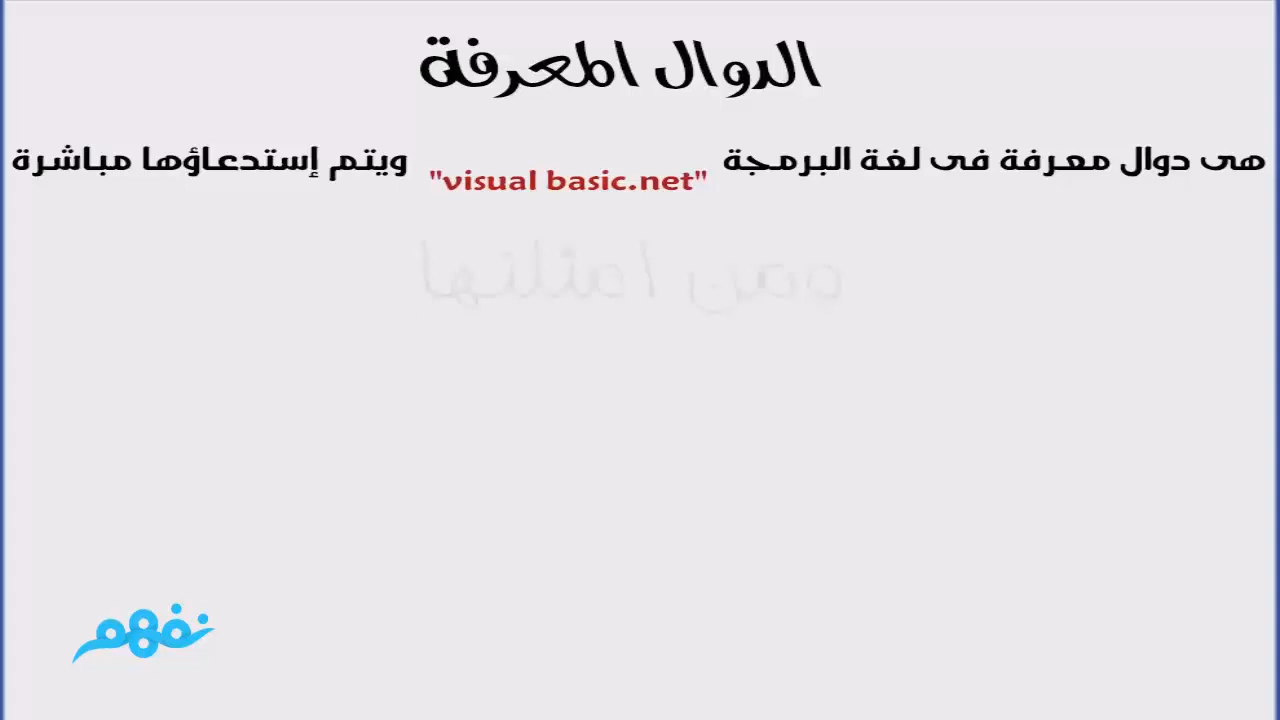 الدوال المعرفة
هى دوال معرفة فى لغة البرمجة "visual basic.net" ويتم إستدعاؤها مباشرة
ومن امثلتها
نفهم